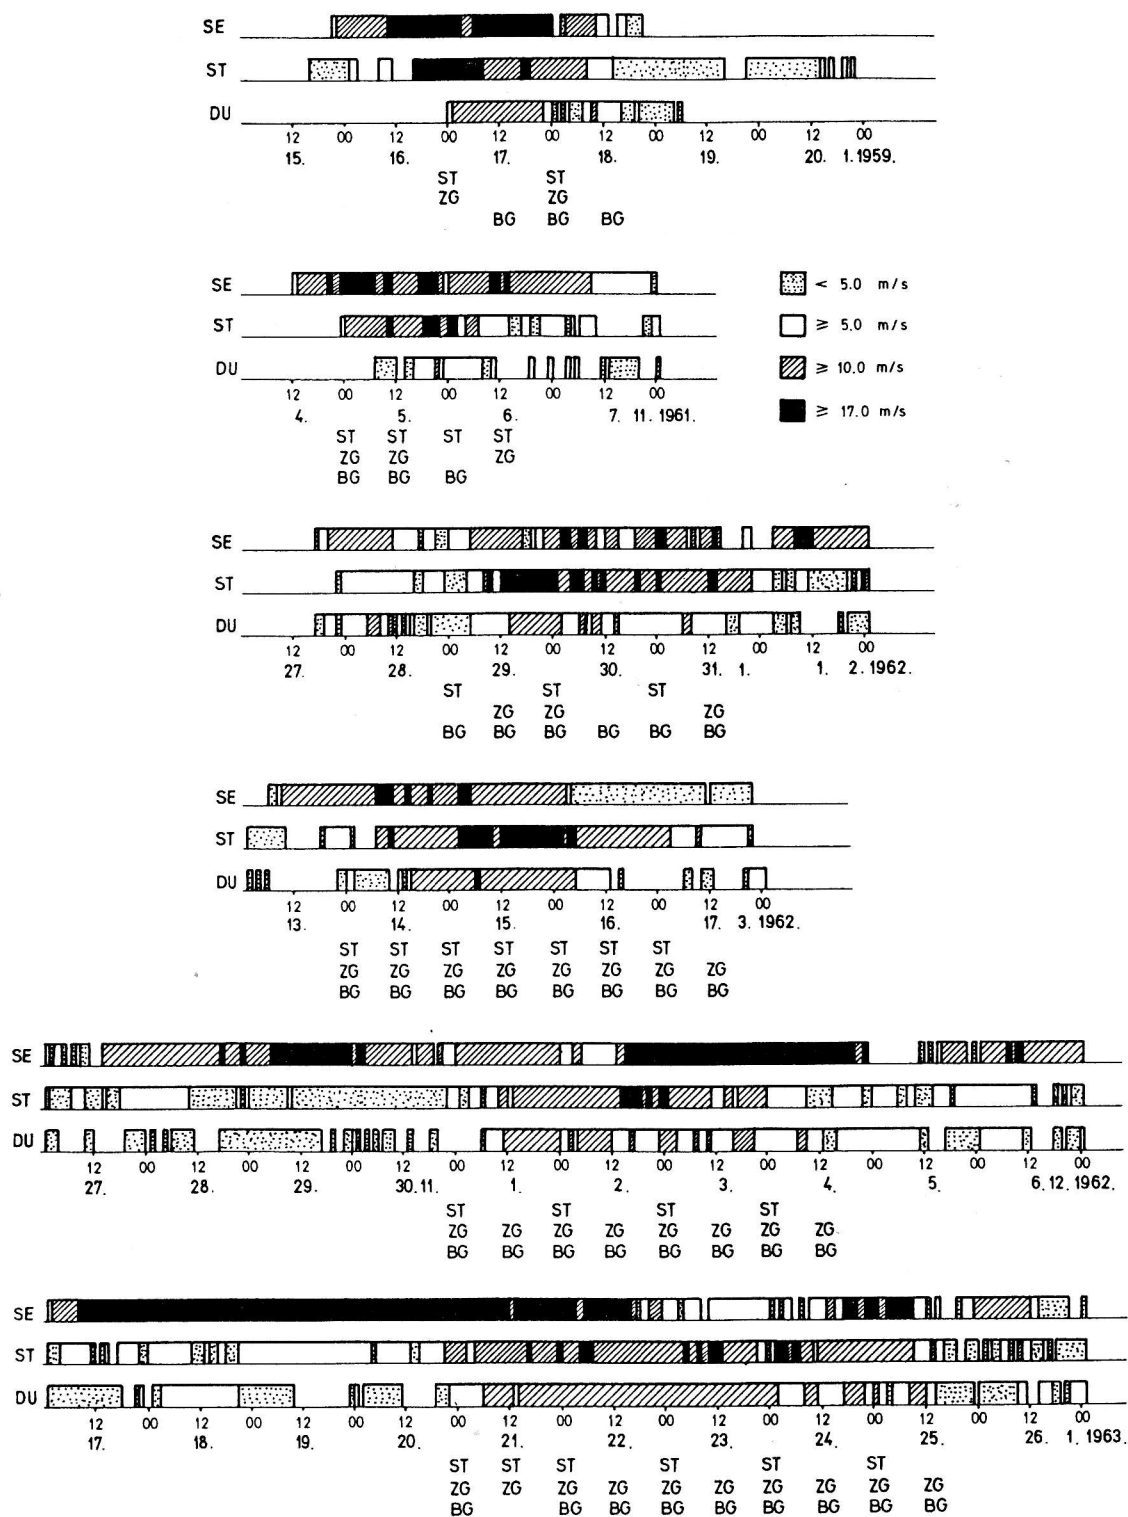 SE
ST
DU
12 00 12 00 12 00 12 00 12 00 12 00
15. 16. 17. 18. 19. 20. 1. 1959.
ST ST
ZG ZG
BG BG BG
SE
ST
DU
< 5.0 m/s
≥ 5.0 m/s
≥ 10.0 m/s
≥ 17.0 m/s
12 00 12 00 12 00 12 00
4. 5. 6. 7. 11. 1961.
ST ST ST ST
ZG ZG ZG
BG BG BG
SE
ST
DU
12 00 12 00 12 00 12 00 12 00 12 00
27. 28. 29. 30. 31. 1. 1. 2. 1962.
ST ST ST
ZG ZG ZG
BG BG BG BG BG BG
SE
ST
DU
12 00 12 00 12 00 12 00 12 00
13. 14. 15. 16. 17. 3. 1962.
ST ST ST ST ST ST ST
ZG ZG ZG ZG ZG ZG ZG ZG
BG BG BG BG BG BG BG BG
SE
ST
DU
12 00 12 00 12 00 12 00 12 00 12 00 12 00 12 00 12 00 12 00
27. 28. 29. 30. 11. 1. 2. 3. 4. 5. 6. 12. 1962.
ST ST ST ST
ZG ZG ZG ZG ZG ZG ZG ZG
BG BG BG BG BG BG BG BG
SE
ST
DU
12 00 12 00 12 00 12 00 12 00 12 00 12 00 12 00 12 00 12 00
17. 18. 19. 20. 21. 22. 23. 24. 25. 26. 1. 1963.
ST ST ST ST ST ST
ZG ZG ZG ZG ZG ZG ZG ZG ZG ZG
BG BG BG BG BG BG BG BG BG